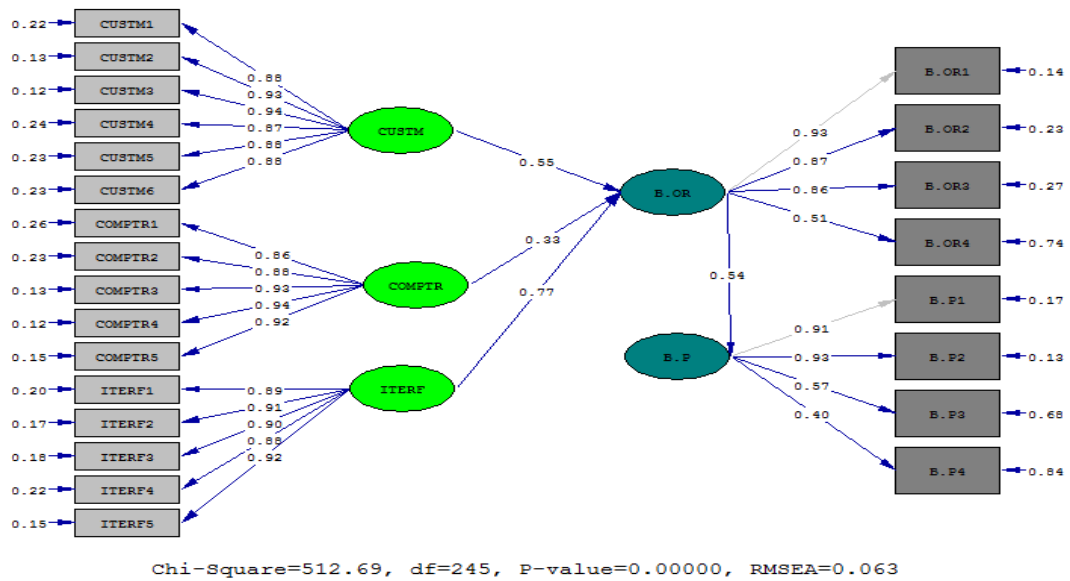 0.22 CUSTM1
0.13 CUSTM2
0.12 CUSTM3
0.24 CUSTM4
0.23 CUSTM5
0.23 CUSTM6
0.26 COMPTR1
0.23 COMPTR2
0.13 COMPTR3
0.12 COMPTR4
0.15 COMPTR5
0.20 ITERF1
0.17 ITERF2
0.18 ITERF3
0.22 ITERF4
0.15 ITERF5
0.88
0.93
0.94
0.87
0.88
0.88
0.86
0.88
0.93
0.94
0.92
0.89
0.91
0.90
0.88
0.92
CUSTM
COMPTR
ITERF
0.55
0.33
0.77
B.OR
0.54
B.P
0.93
0.87
0.86
0.51
0.91
0.93
0.57
0.40
B.OR1 0.14
B.OR2 0.23
B.OR3 0.27
B.OR4 0.74
B.P1 0.17
B.P2 0.13
B.P3 0.68
B.P4 0.84
Chi-Square=512.69, df=245, P-value=0.00000, RMSEA=0.063